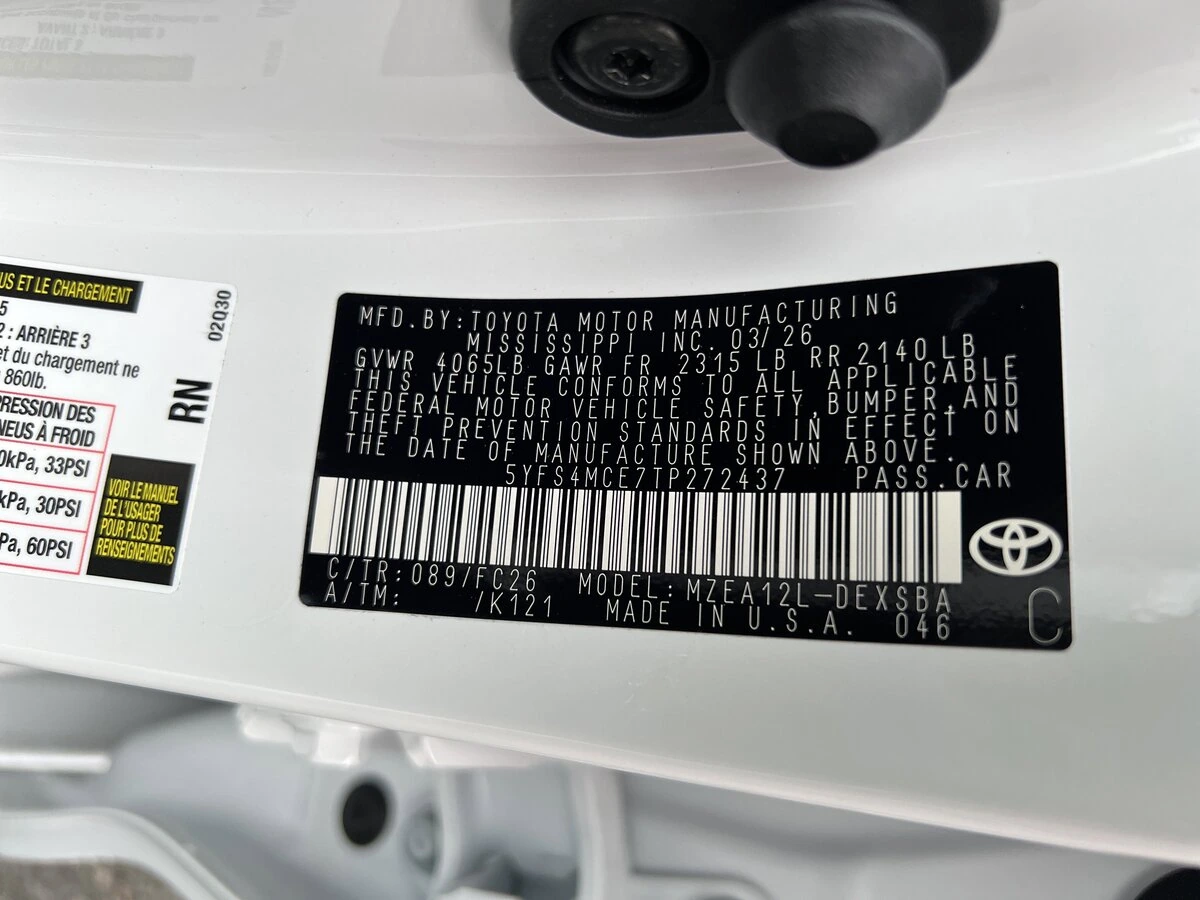 US ET LE CHARGEMENT
5
2 : ARRIÈRE 3
et du chargement ne
860lb.
PRESSION DES
NEUS À FROID
0kPa, 33PSI
kPa, 30PSI
Pa, 60PSI
02Q30
RN
VOIR LE MANUEL
DE L'USAGER
POUR PLUS DE
RENSEIGNEMENTS
MFD.BY:TOYOTA MOTOR MANUFACTURING
MISSISSIPPI INC. 03/26
GVWR 4065LB GAWR FR 2315 LB RR 2140 LB
THIS VEHICLE CONFORMS TO ALL APPLICABLE
FEDERAL MOTOR VEHICLE SAFETY,BUMPER,AND
THEFT PREVENTION STANDARDS IN EFFECT ON
THE DATE OF MANUFACTURE SHOWN ABOVE.
5YFS4MCE7TP272437 PASS.CAR
C/TR:089/FC26 MODEL:MZEA12L-DEXSBA
A/TM: /K121 MADE IN U.S.A. 046
C